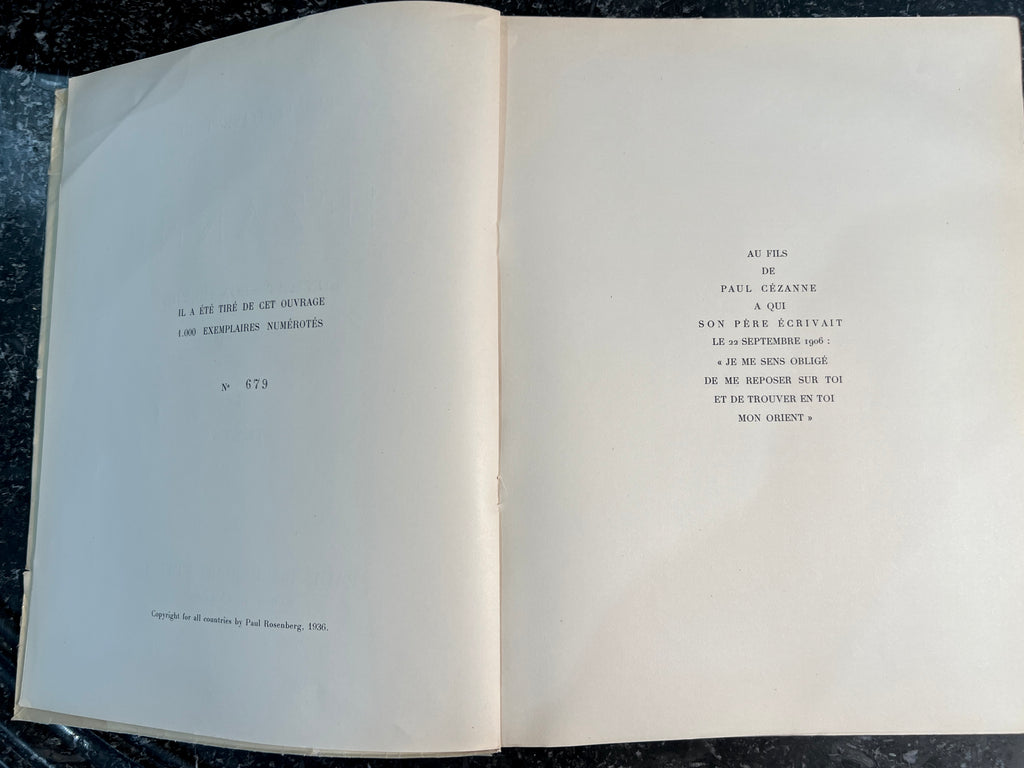 IL A ÉTÉ TIRÉ DE CET OUVRAGE
1.000 EXEMPLAIRES NUMÉROTÉS
Nº 679
Copyright for all countries by Paul Rosenberg, 1936.
AU FILS
DE
PAUL CÉZANNE
A QUI
SON PÈRE ÉCRIVAIT
LE 22 SEPTEMBRE 1906 :
« JE ME SENS OBLIGÉ
DE ME REPOSER SUR TOI
ET DE TROUVER EN TOI
MON ORIENT »